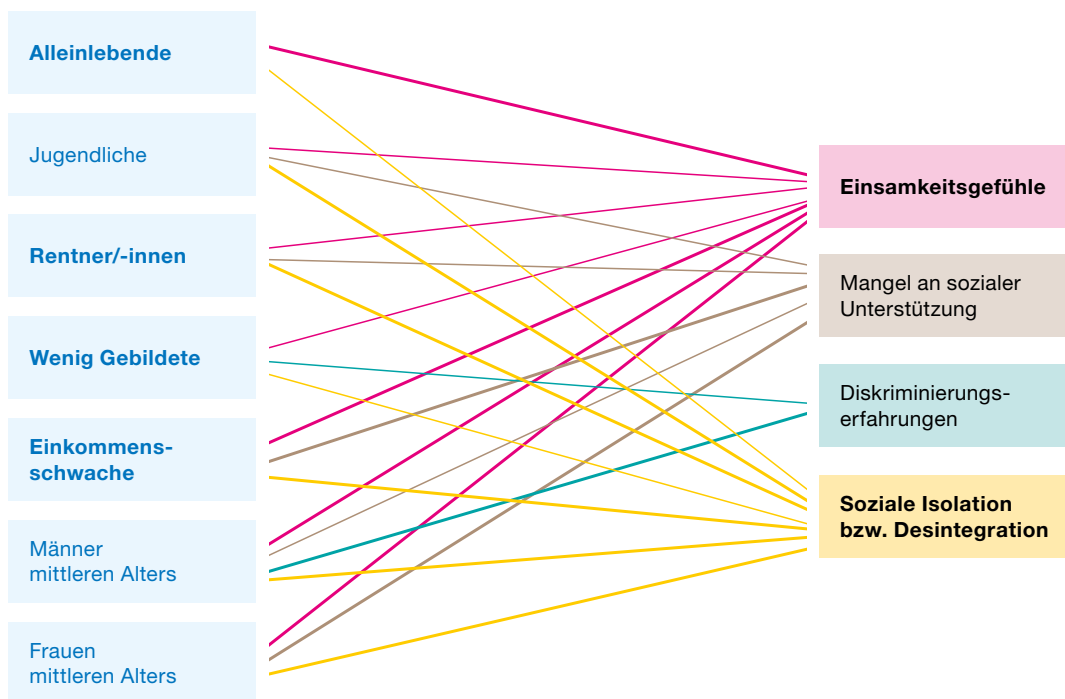 Alleinlebende
Jugendliche
Rentner/-innen
Wenig Gebildete
Einkommens-
schwache
Männer
mittleren Alters
Frauen
mittleren Alters
Einsamkeitsgefühle
Mangel an sozialer
Unterstützung
Diskriminierungs-
erfahrungen
Soziale Isolation
bzw. Desintegration